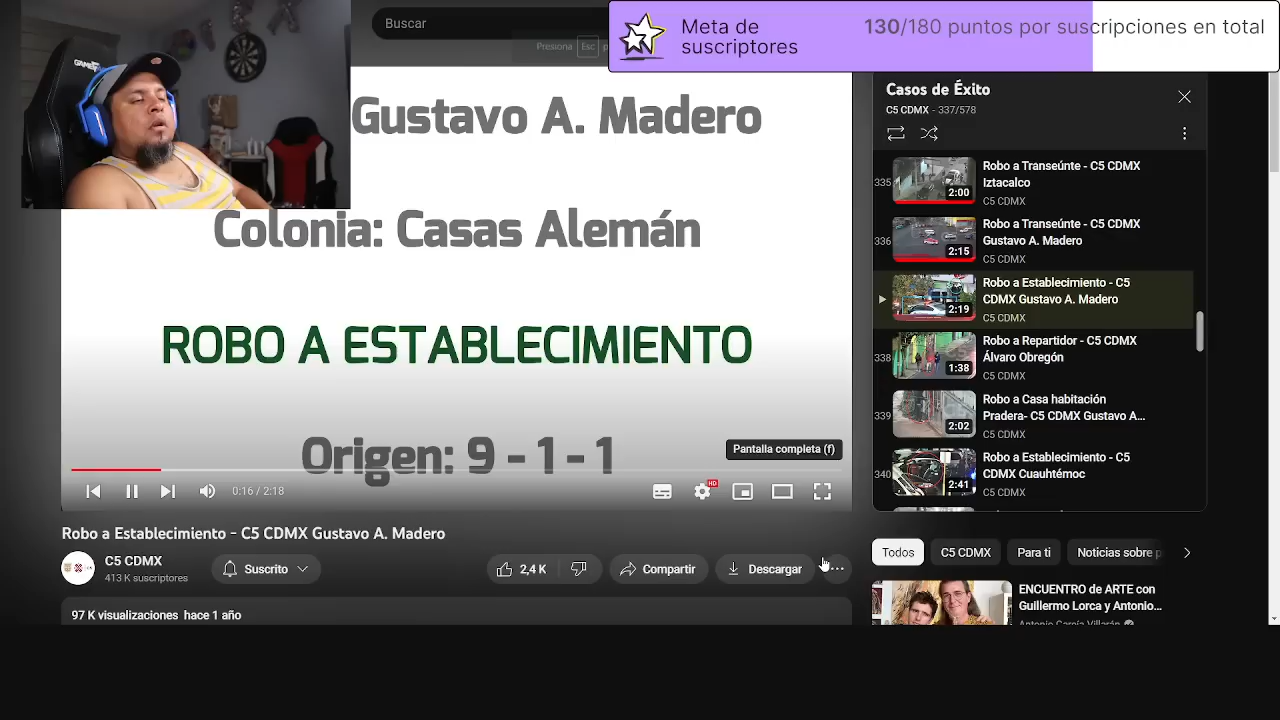 Buscar
Presiona Esc p
Meta de
suscriptores
130/180 puntos por suscripciones en total
Gustavo A. Madero
Colonia: Casas Alemán
ROBO A ESTABLECIMIENTO
Origen: 9 - 1 - 1
Pantalla completa (f)
0:16 / 2:18
HD
Robo a Establecimiento - C5 CDMX Gustavo A. Madero
C5 CDMX
413 K suscriptores
Suscrito
2,4 K
Compartir
Descargar
97 K visualizaciones hace 1 año
Casos de Éxito
C5 CDMX - 337/578
335
2:00
Robo a Transeúnte - C5 CDMX
Iztacalco
C5 CDMX
336
2:15
Robo a Transeúnte - C5 CDMX
Gustavo A. Madero
C5 CDMX
2:19
Robo a Establecimiento - C5
CDMX Gustavo A. Madero
C5 CDMX
338
1:38
Robo a Repartidor - C5 CDMX
Álvaro Obregón
C5 CDMX
339
2:02
Robo a Casa habitación
Pradera- C5 CDMX Gustavo A...
C5 CDMX
340
2:41
Robo a Establecimiento - C5
CDMX Cuauhtémoc
C5 CDMX
Todos
C5 CDMX
Para ti
Noticias sobre p
ENCUENTRO de ARTE con
Guillermo Lorca y Antonio...
Antonio García Villarán